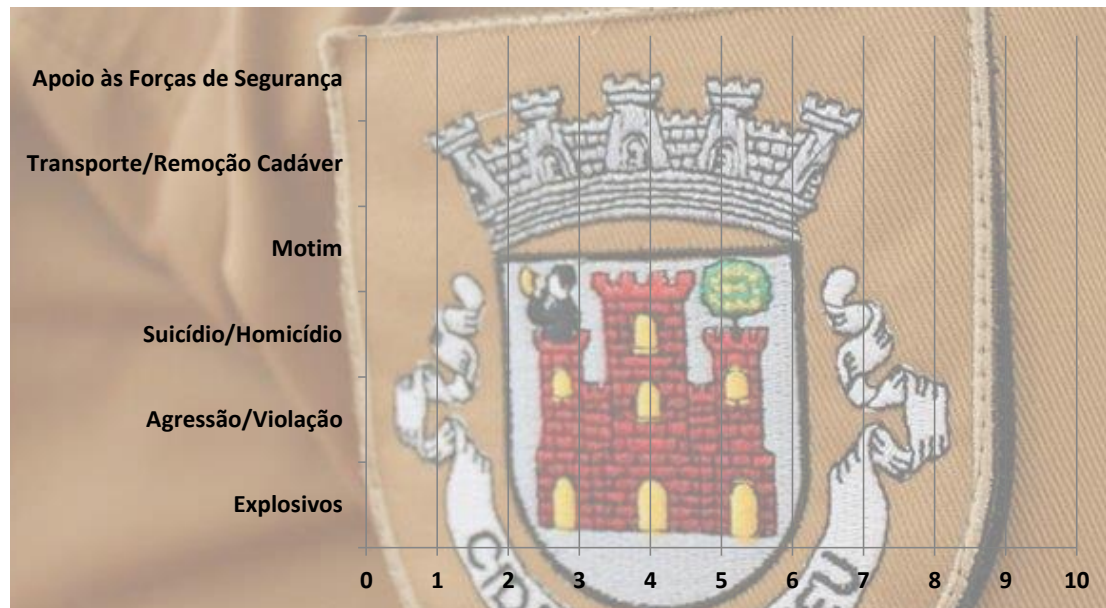 Apoio às Forças de Segurança
Transporte/Remoção Cadáver
Motim
Suicídio/Homicídio
Agressão/Violação
Explosivos
0 1 2 3 4 5 6 7 8 9 10